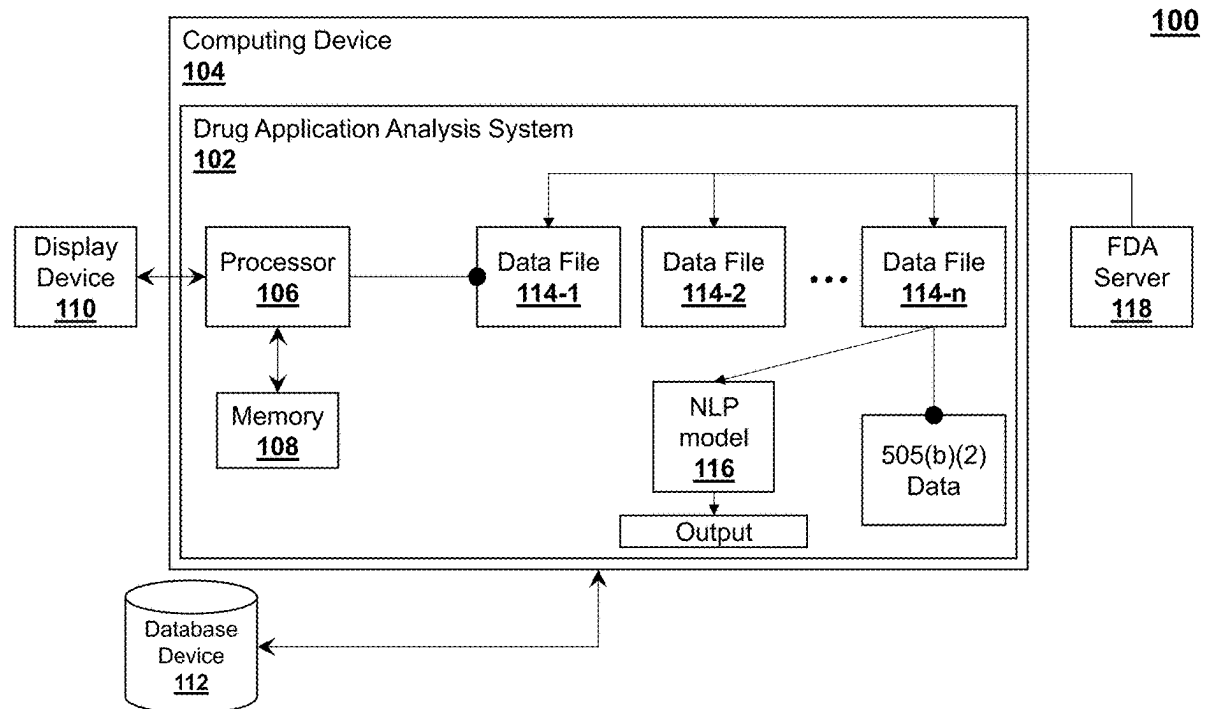 100
Computing Device
104
Drug Application Analysis System
102
Display
Device
110
Processor
106
Data File
114-1
Data File
114-2
...
Data File
114-n
FDA
Server
118
Memory
108
NLP
model
116
505(b)(2)
Data
Output
Database
Device
112